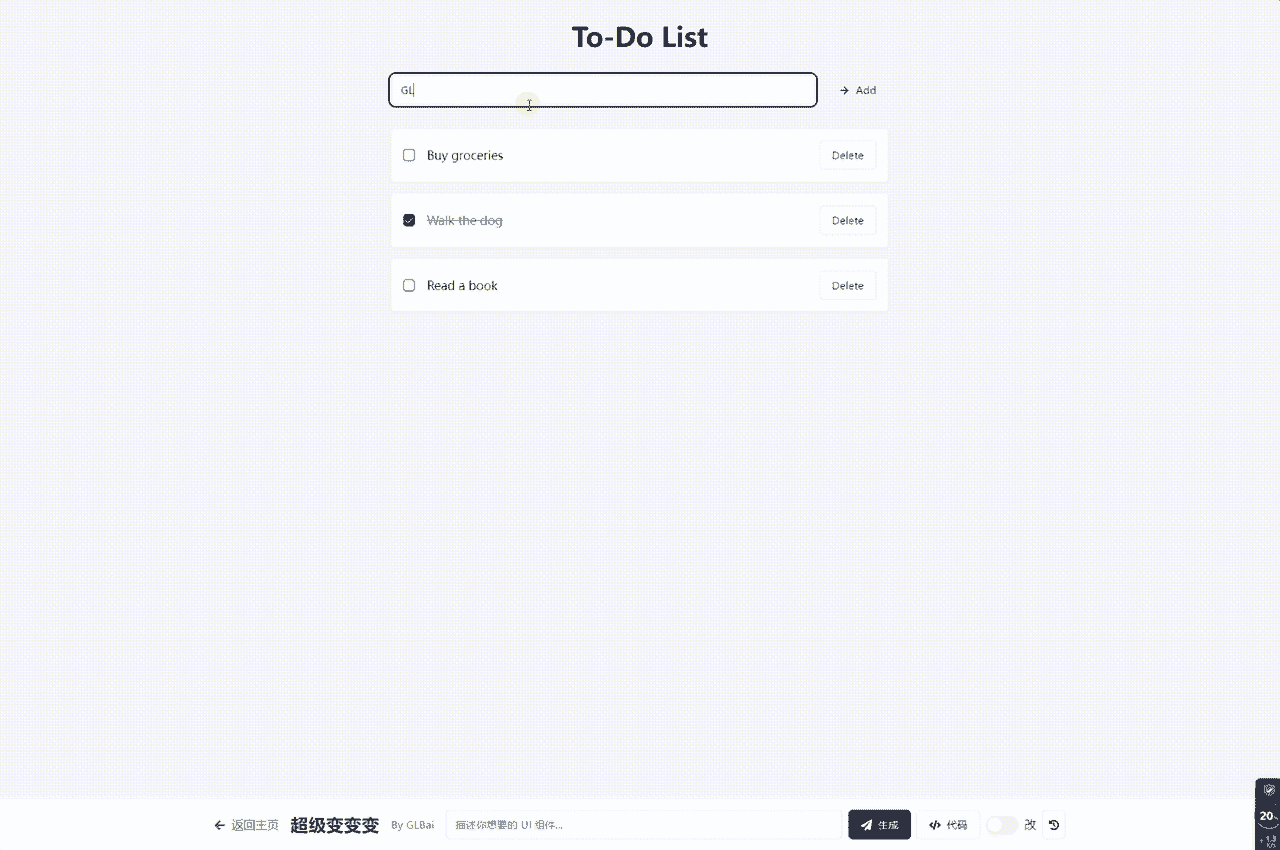 To-Do List
GL
Add
Buy groceries
Delete
Walk the dog
Delete
Read a book
Delete
返回主页 超级变变变 By GLBai 描述你想要的 UI 组件... 生成 代码 改
20